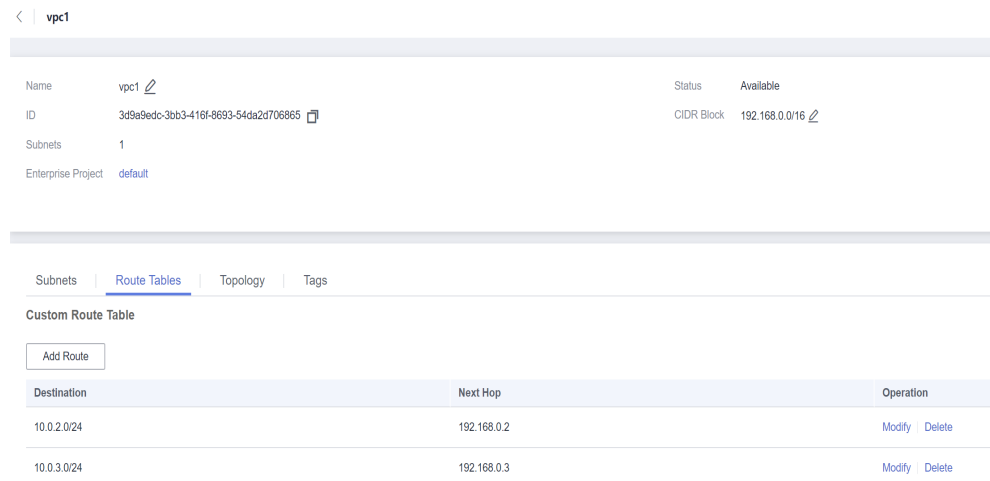 vpc1
Name vpc1 Status Available
ID 3d9a9edc-3bb3-416f-8693-54da2d706865 CIDR Block 192.168.0.0/16
Subnets 1
Enterprise Project default
Subnets Route Tables Topology Tags
Custom Route Table
Add Route
Destination Next Hop Operation
10.0.2.0/24 192.168.0.2 Modify Delete
10.0.3.0/24 192.168.0.3 Modify Delete